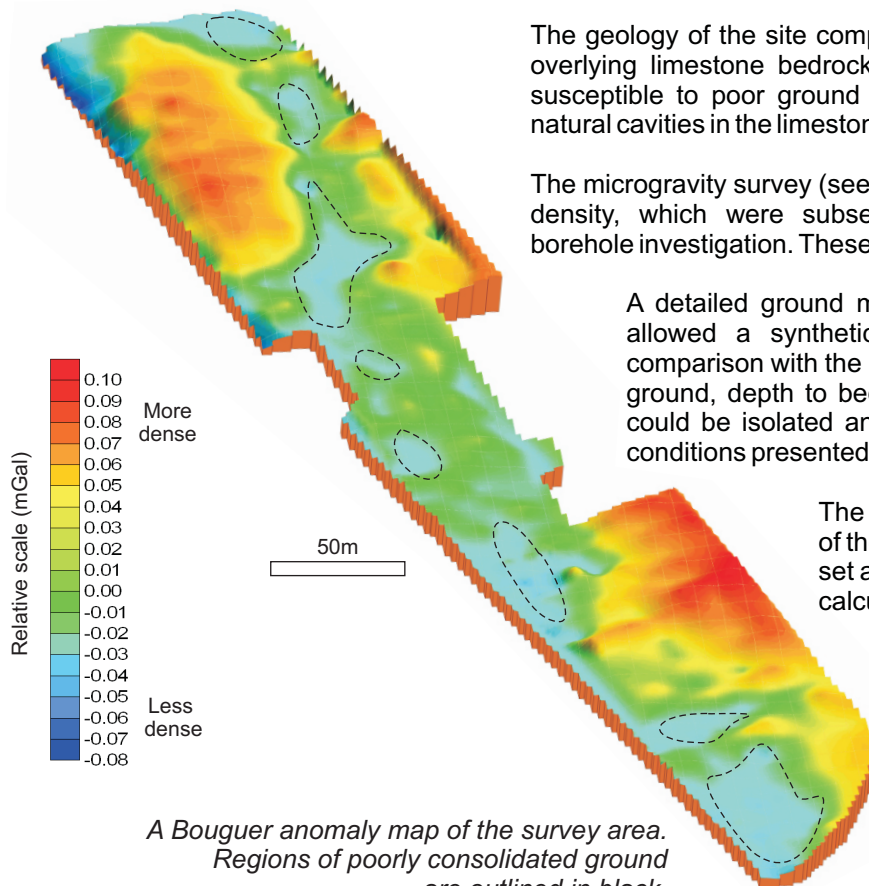 The geology of the site comp
overlying limestone bedrock
susceptible to poor ground
natural cavities in the limeston
The microgravity survey (see
density, which were subse
borehole investigation. These
A detailed ground m
allowed a synthetic
comparison with the
ground, depth to bed
could be isolated an
conditions presented
The
of th
set a
calcu
Relative scale (mGal)
0.10
0.09
0.08
0.07
0.06
0.05
0.04
0.03
0.02
0.01
0.00
-0.01
-0.02
-0.03
-0.04
-0.05
-0.06
-0.07
-0.08
More
dense
Less
dense
50m
A Bouguer anomaly map of the survey area.
Regions of poorly consolidated ground
are outlined in black